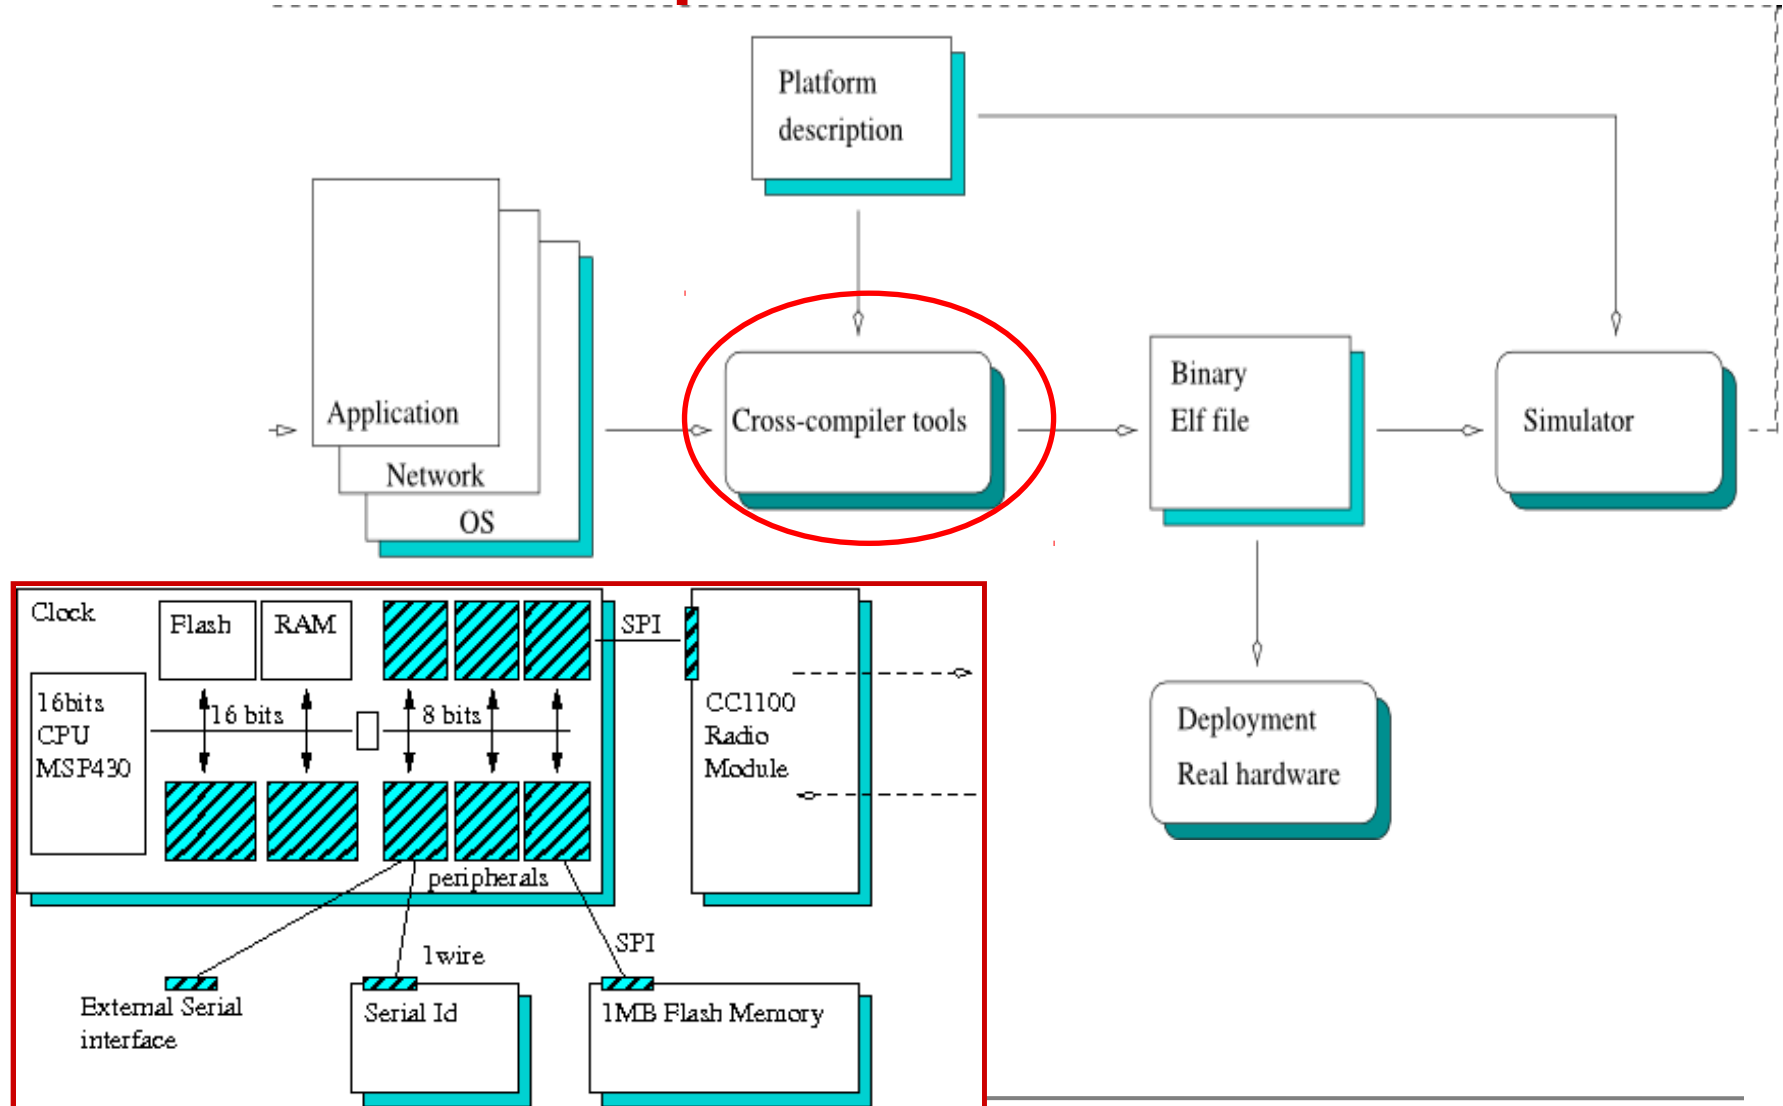 Platform
description
Application
Network
OS
Cross-compiler tools
Binary
Elf file
Simulator
Deployment
Real hardware
Clock
Flash
RAM
SPI
16bits
CPU
MSP430
16 bits
8 bits
CC1100
Radio
Module
peripherals
1wire
SPI
External Serial
interface
Serial Id
1MB Flash Memory